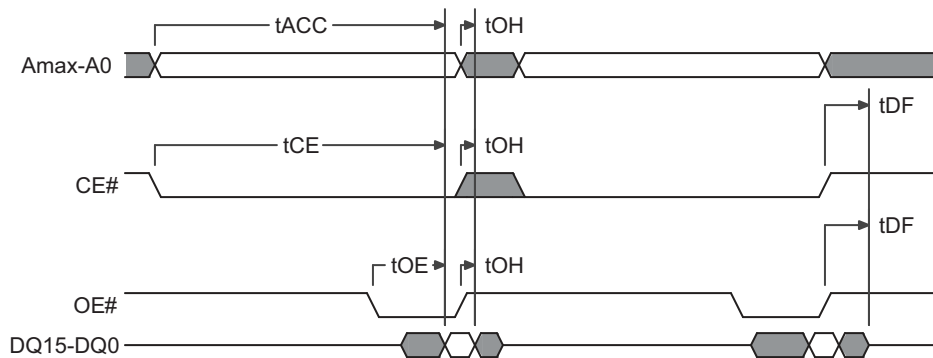 tACC
tOH
Amax-A0
tDF
tCE
tOH
CE#
tDF
tOE
tOH
OE#
DQ15-DQ0